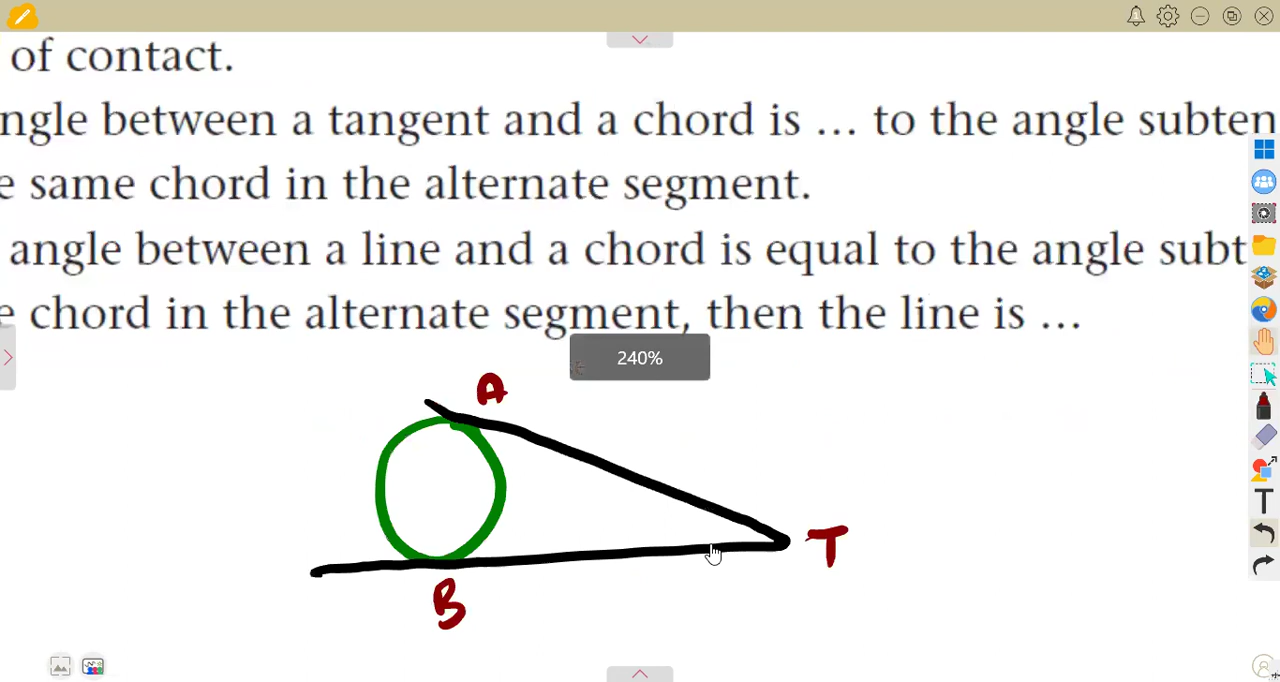 of contact.
ngle between a tangent and a chord is … to the angle subten
e same chord in the alternate segment.
angle between a line and a chord is equal to the angle subt
e chord in the alternate segment, then the line is …
240%
A
T
B